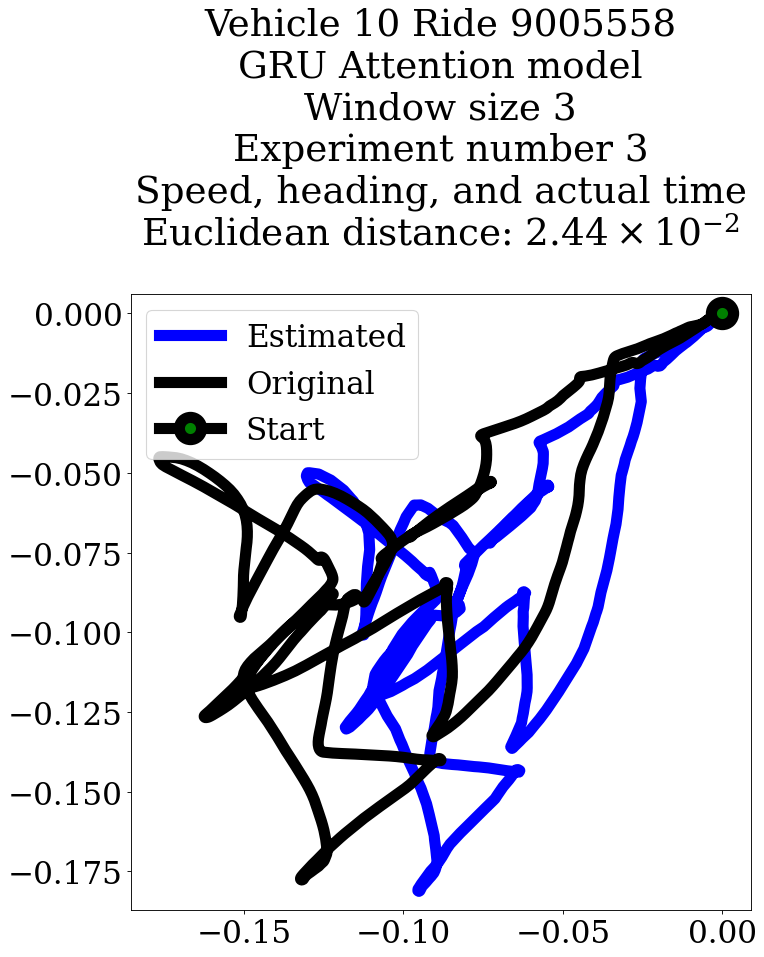 Vehicle 10 Ride 9005558
GRU Attention model
Window size 3
Experiment number 3
Speed, heading, and actual time
Euclidean distance: 2.44 × 10⁻²
0.000
−0.025
−0.050
−0.075
−0.100
−0.125
−0.150
−0.175
Estimated
Original
Start
−0.15
−0.10
−0.05
0.00